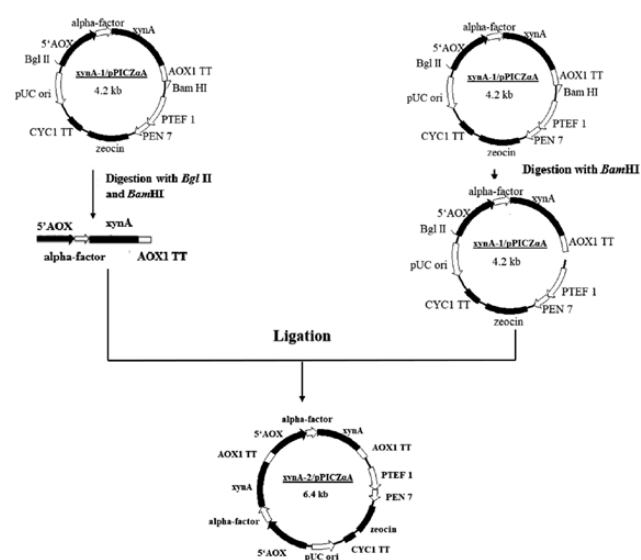 alpha-factor
xynA
5'AOX
Bgl II
AOX1 TT
Bam HI
xynA-1/pPICZαA
4.2 kb
pUC ori
PTEF 1
CYC1 TT
PEN 7
zeocin
alpha-factor
xynA
5'AOX
Bgl II
AOX1 TT
Bam HI
xynA-1/pPICZαA
4.2 kb
pUC ori
PTEF 1
CYC1 TT
PEN 7
zeocin
Digestion with Bgl II
and BamHI
Digestion with BamHI
5'AOX
xynA
alpha-factor
AOX1 TT
alpha-factor
xynA
5'AOX
Bgl II
AOX1 TT
xynA-1/pPICZαA
4.2 kb
pUC ori
PTEF 1
CYC1 TT
PEN 7
zeocin
Ligation
alpha-factor
5'AOX
xynA
AOX1 TT
AOX1 TT
xynA
xynA-2/pPICZαA
6.4 kb
PTEF 1
PEN 7
alpha-factor
zeocin
5'AOX
pUC ori
CYC1 TT